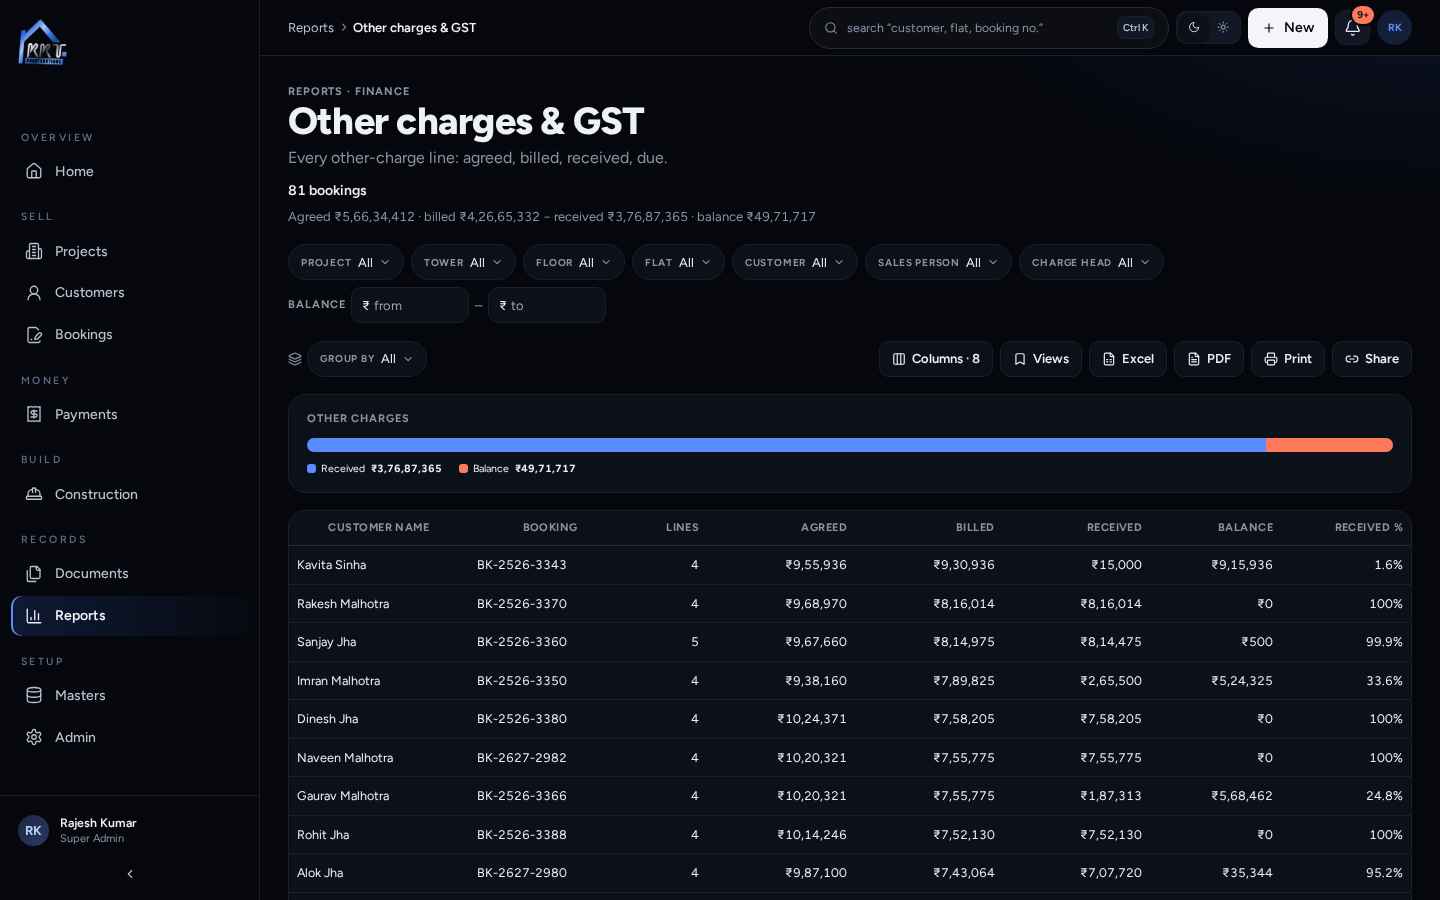 Reports > Other charges & GST
search "customer, flat, booking no."
Ctrl K
New
9+
RK
OVERVIEW
Home
SELL
Projects
Customers
Bookings
MONEY
Payments
BUILD
Construction
RECORDS
Documents
Reports
SETUP
Masters
Admin
RK
Rajesh Kumar
Super Admin
REPORTS · FINANCE
Other charges & GST
Every other-charge line: agreed, billed, received, due.
81 bookings
Agreed ₹5,66,34,412 · billed ₹4,26,65,332 − received ₹3,76,87,365 · balance ₹49,71,717
PROJECT All TOWER All FLOOR All FLAT All CUSTOMER All SALES PERSON All CHARGE HEAD All
BALANCE ₹ from – ₹ to
GROUP BY All
Columns · 8 Views Excel PDF Print Share
OTHER CHARGES
Received ₹3,76,87,365 Balance ₹49,71,717
CUSTOMER NAME BOOKING LINES AGREED BILLED RECEIVED BALANCE RECEIVED %
Kavita Sinha BK-2526-3343 4 ₹9,55,936 ₹9,30,936 ₹15,000 ₹9,15,936 1.6%
Rakesh Malhotra BK-2526-3370 4 ₹9,68,970 ₹8,16,014 ₹8,16,014 ₹0 100%
Sanjay Jha BK-2526-3360 5 ₹9,67,660 ₹8,14,975 ₹8,14,475 ₹500 99.9%
Imran Malhotra BK-2526-3350 4 ₹9,38,160 ₹7,89,825 ₹2,65,500 ₹5,24,325 33.6%
Dinesh Jha BK-2526-3380 4 ₹10,24,371 ₹7,58,205 ₹7,58,205 ₹0 100%
Naveen Malhotra BK-2627-2982 4 ₹10,20,321 ₹7,55,775 ₹7,55,775 ₹0 100%
Gaurav Malhotra BK-2526-3366 4 ₹10,20,321 ₹7,55,775 ₹1,87,313 ₹5,68,462 24.8%
Rohit Jha BK-2526-3388 4 ₹10,14,246 ₹7,52,130 ₹7,52,130 ₹0 100%
Alok Jha BK-2627-2980 4 ₹9,87,100 ₹7,43,064 ₹7,07,720 ₹35,344 95.2%